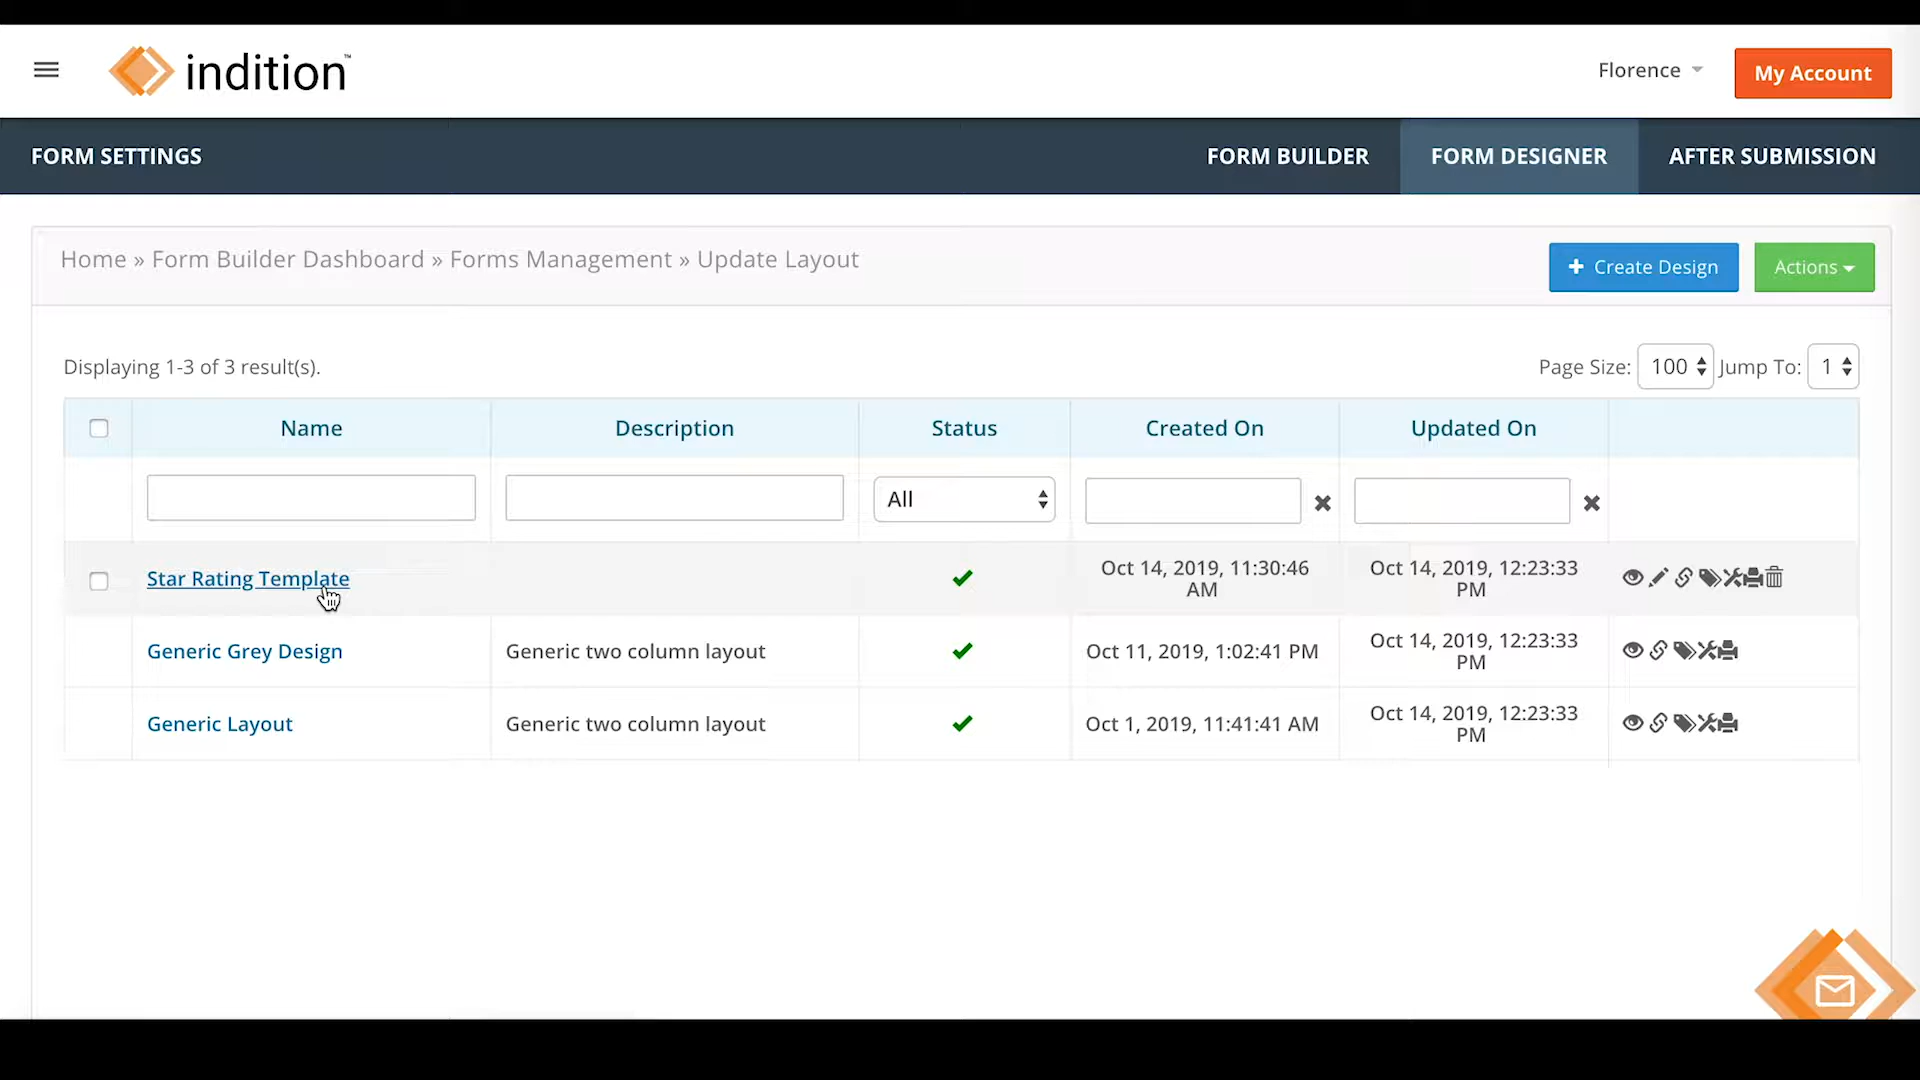 indition™
Florence
My Account
FORM SETTINGS
FORM BUILDER
FORM DESIGNER
AFTER SUBMISSION
Home » Form Builder Dashboard » Forms Management » Update Layout
Create Design
Actions
Displaying 1-3 of 3 result(s).
Page Size: 100 Jump To: 1
Name Description Status Created On Updated On
All
Star Rating Template
Oct 14, 2019, 11:30:46
AM
Oct 14, 2019, 12:23:33
PM
Generic Grey Design
Generic two column layout
Oct 11, 2019, 1:02:41 PM
Oct 14, 2019, 12:23:33
PM
Generic Layout
Generic two column layout
Oct 1, 2019, 11:41:41 AM
Oct 14, 2019, 12:23:33
PM